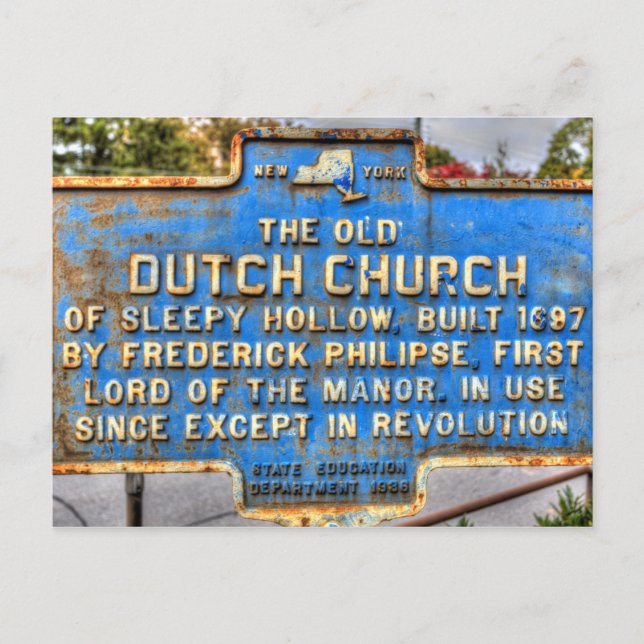 NEW YORK
THE OLD
DUTCH CHURCH
OF SLEEPY HOLLOW, BUILT 1697
BY FREDERICK PHILIPSE, FIRST
LORD OF THE MANOR. IN USE
SINCE EXCEPT IN REVOLUTION
STATE EDUCATION
DEPARTMENT 1936